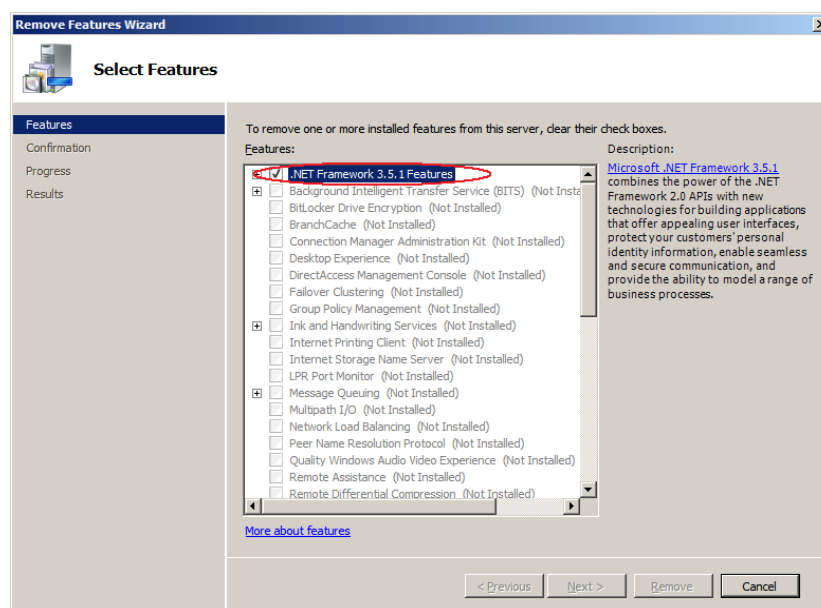 Remove Features Wizard
Select Features
Features
Confirmation
Progress
Results
To remove one or more installed features from this server, clear their check boxes.
Features:
.NET Framework 3.5.1 Features
Background Intelligent Transfer Service (BITS) (Not Insta
BitLocker Drive Encryption (Not Installed)
BranchCache (Not Installed)
Connection Manager Administration Kit (Not Installed)
Desktop Experience (Not Installed)
DirectAccess Management Console (Not Installed)
Failover Clustering (Not Installed)
Group Policy Management (Not Installed)
Ink and Handwriting Services (Not Installed)
Internet Printing Client (Not Installed)
Internet Storage Name Server (Not Installed)
LPR Port Monitor (Not Installed)
Message Queuing (Not Installed)
Multipath I/O (Not Installed)
Network Load Balancing (Not Installed)
Peer Name Resolution Protocol (Not Installed)
Quality Windows Audio Video Experience (Not Installed)
Remote Assistance (Not Installed)
Remote Differential Compression (Not Installed)
Description:
Microsoft .NET Framework 3.5.1
combines the power of the .NET
Framework 2.0 APIs with new
technologies for building applications
that offer appealing user interfaces,
protect your customers' personal
identity information, enable seamless
and secure communication, and
provide the ability to model a range of
business processes.
More about features
< Previous
Next >
Remove
Cancel